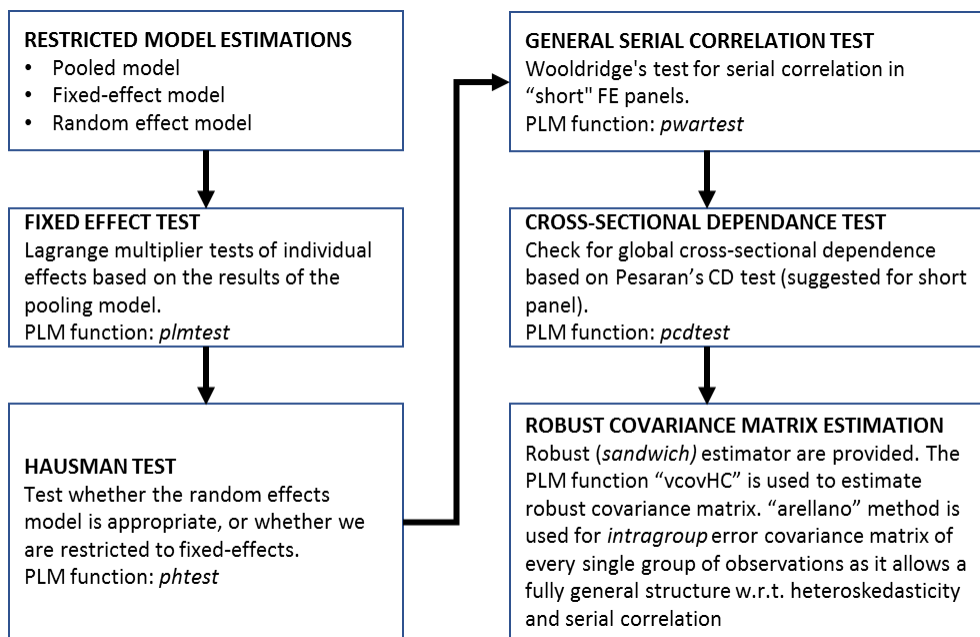 RESTRICTED MODEL ESTIMATIONS
• Pooled model
• Fixed-effect model
• Random effect model
FIXED EFFECT TEST
Lagrange multiplier tests of individual
effects based on the results of the
pooling model.
PLM function: plmtest
HAUSMAN TEST
Test whether the random effects
model is appropriate, or whether we
are restricted to fixed-effects.
PLM function: phtest
GENERAL SERIAL CORRELATION TEST
Wooldridge's test for serial correlation in
“short" FE panels.
PLM function: pwartest
CROSS-SECTIONAL DEPENDANCE TEST
Check for global cross-sectional dependence
based on Pesaran’s CD test (suggested for short
panel).
PLM function: pcdtest
ROBUST COVARIANCE MATRIX ESTIMATION
Robust (sandwich) estimator are provided. The
PLM function “vcovHC” is used to estimate
robust covariance matrix. “arellano” method is
used for intragroup error covariance matrix of
every single group of observations as it allows a
fully general structure w.r.t. heteroskedasticity
and serial correlation